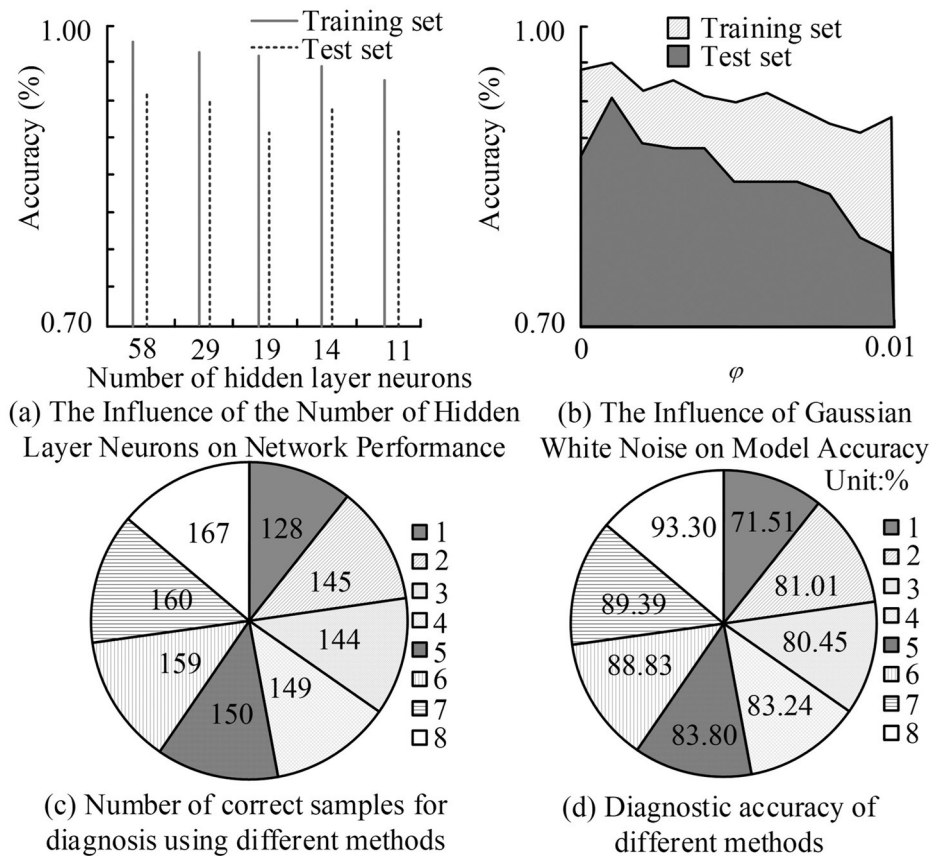 1.00
Accuracy (%)
0.70
Training set
Test set
58 29 19 14 11
Number of hidden layer neurons
(a) The Influence of the Number of Hidden
Layer Neurons on Network Performance
1.00
Accuracy (%)
0.70
Training set
Test set
0 0.01
φ
(b) The Influence of Gaussian
White Noise on Model Accuracy
128
145
144
149
150
159
160
167
1
2
3
4
5
6
7
8
(c) Number of correct samples for
diagnosis using different methods
Unit:%
71.51
81.01
80.45
83.24
83.80
88.83
89.39
93.30
1
2
3
4
5
6
7
8
(d) Diagnostic accuracy of
different methods